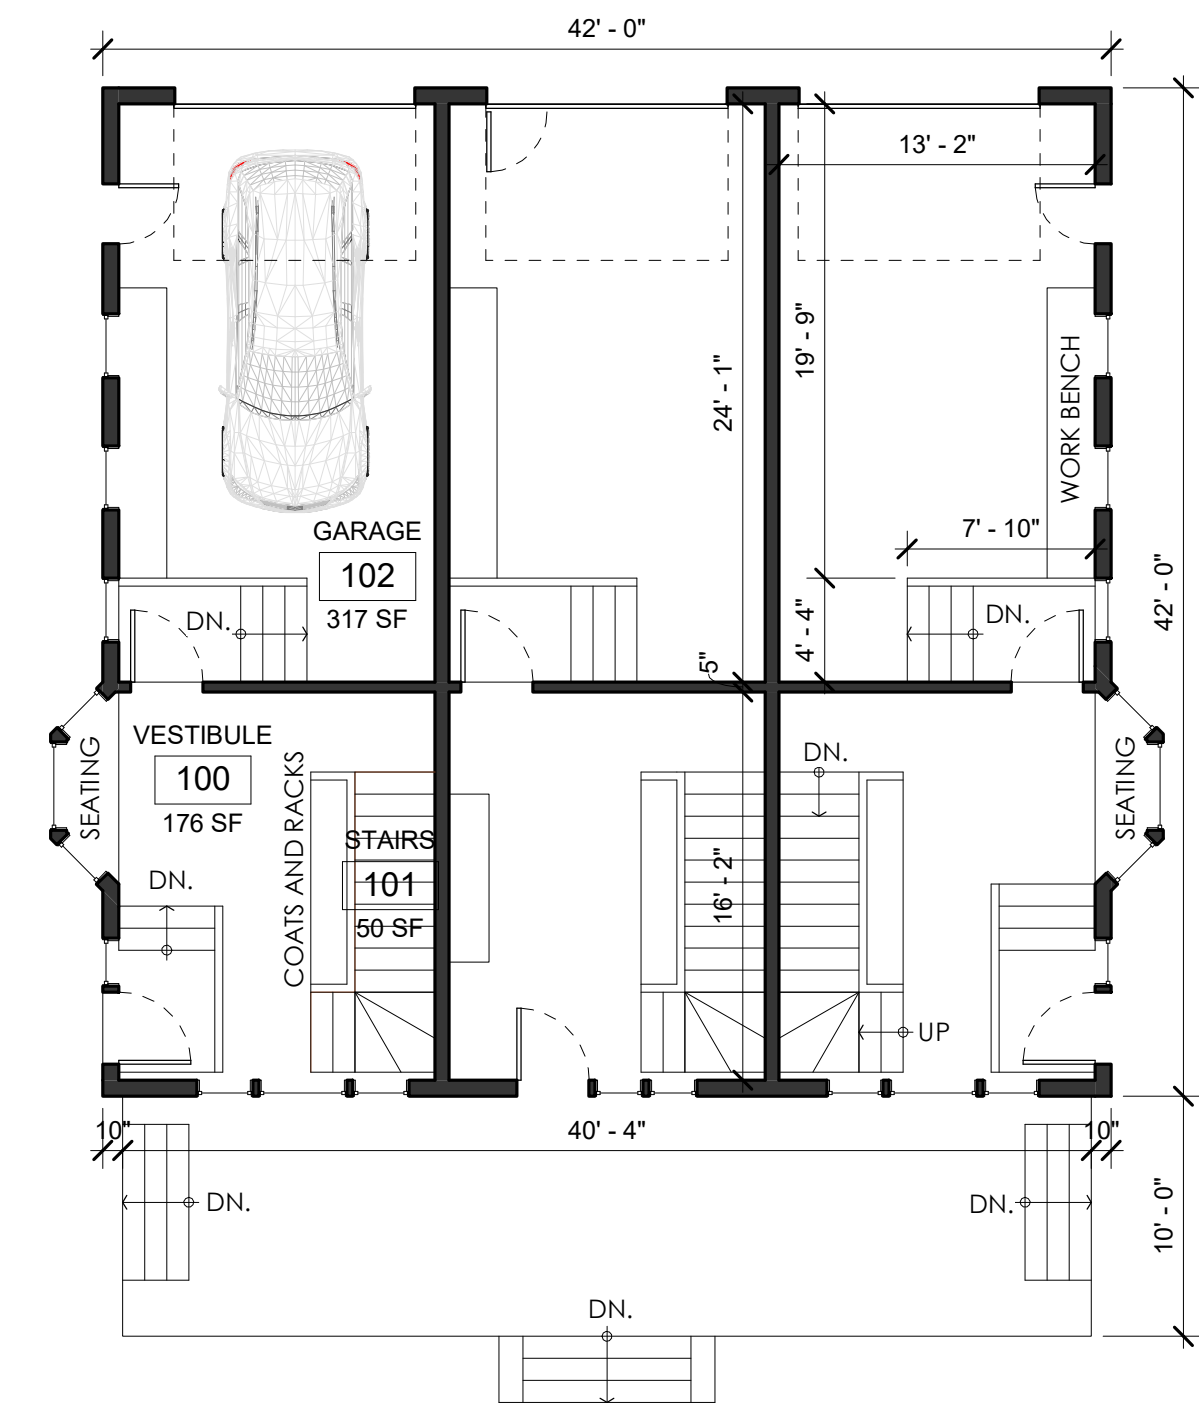 42' - 0"
13' - 2"
19' - 9"
24' - 1"
WORK BENCH
GARAGE
102
317 SF
7' - 10"
42' - 0"
DN.
DN.
4' - 4"
5"
VESTIBULE
100
176 SF
SEATING
COATS AND RACKS
STAIRS
101
50 SF
DN.
DN.
SEATING
16' - 2"
UP
10"
40' - 4"
10"
DN.
DN.
10' - 0"
DN.